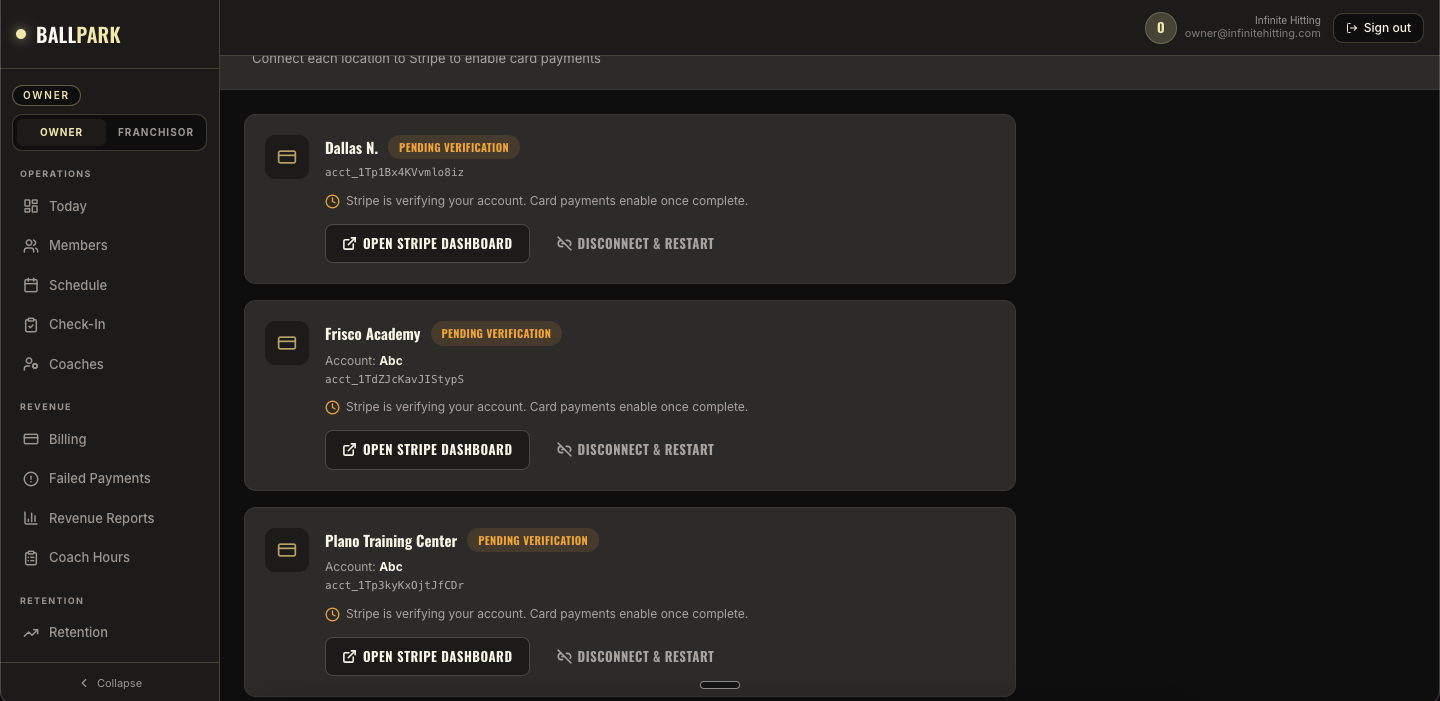 BALLPARK
OWNER
OWNER FRANCHISOR
OPERATIONS
Today
Members
Schedule
Check-In
Coaches
REVENUE
Billing
Failed Payments
Revenue Reports
Coach Hours
RETENTION
Retention
Collapse
0
Infinite Hitting
owner@infinitehitting.com
Sign out
Connect each location to Stripe to enable card payments
Dallas N. PENDING VERIFICATION
acct_1Tp1Bx4KVvmlo8iz
Stripe is verifying your account. Card payments enable once complete.
OPEN STRIPE DASHBOARD DISCONNECT & RESTART
Frisco Academy PENDING VERIFICATION
Account: Abc
acct_1TdZJcKavJIStypS
Stripe is verifying your account. Card payments enable once complete.
OPEN STRIPE DASHBOARD DISCONNECT & RESTART
Plano Training Center PENDING VERIFICATION
Account: Abc
acct_1Tp3kyKxOjtJfCDr
Stripe is verifying your account. Card payments enable once complete.
OPEN STRIPE DASHBOARD DISCONNECT & RESTART